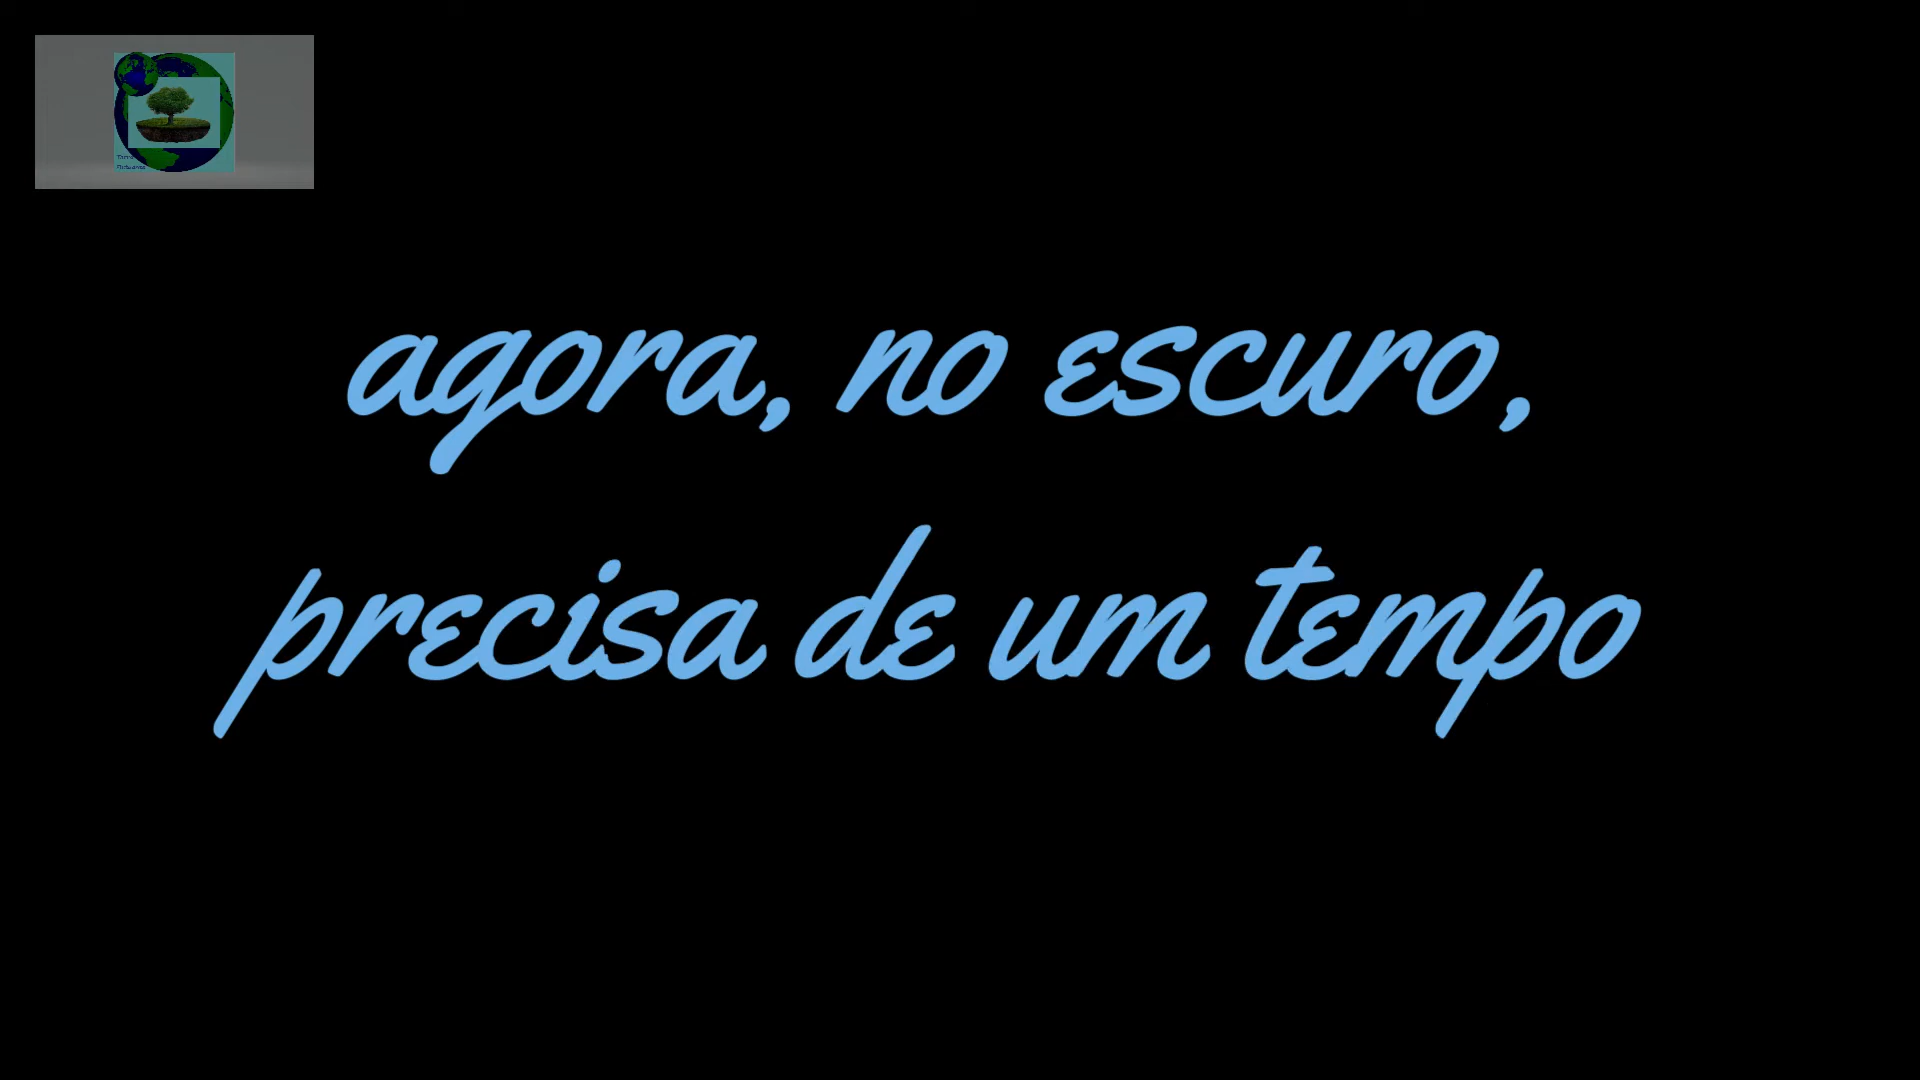 agora, no escuro,
precisa de um tempo